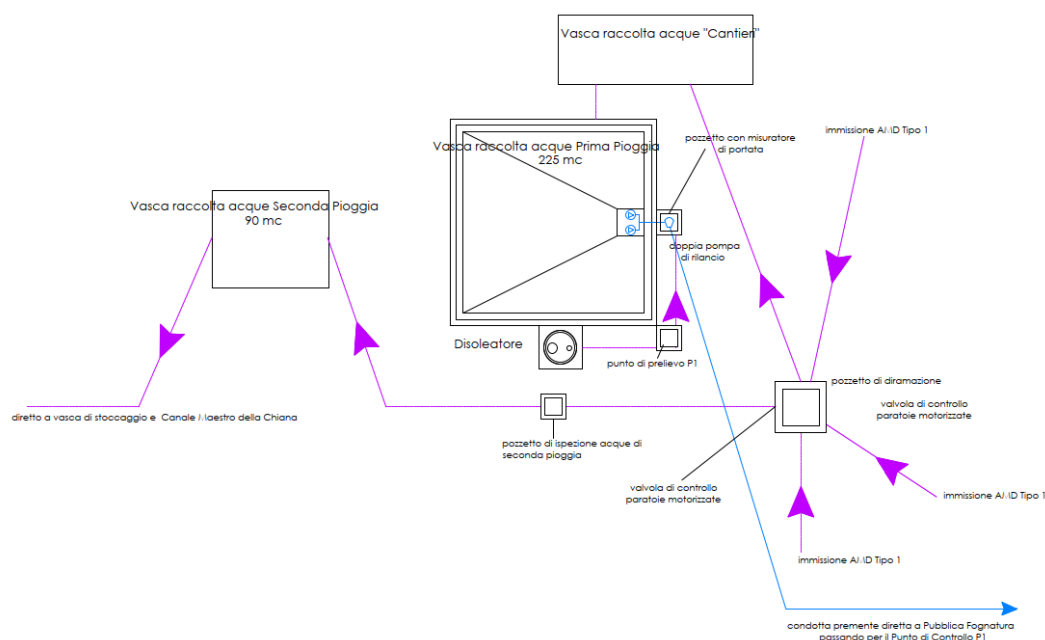 Vasca raccolta acque "Cantieri"
immissione AMD Tipo 1
pozzetto con misuratore
di portata
Vasca raccolta acque Prima Pioggia
225 mc
Vasca raccolta acque Seconda Pioggia
90 mc
doppia pompa
di rilancio
Disoleatore
punto di prelievo P1
pozzetto di diramazione
valvola di controllo
paratoie motorizzate
diretto a vasca di stoccaggio e Canale Maestro della Chiana
pozzetto di ispezione acque di
seconda pioggia
valvola di controllo
paratoie motorizzate
immissione AMD Tipo 1
immissione AMD Tipo 1
condotta premente diretta a Pubblica Fognatura
passando per il Punto di Controllo P1